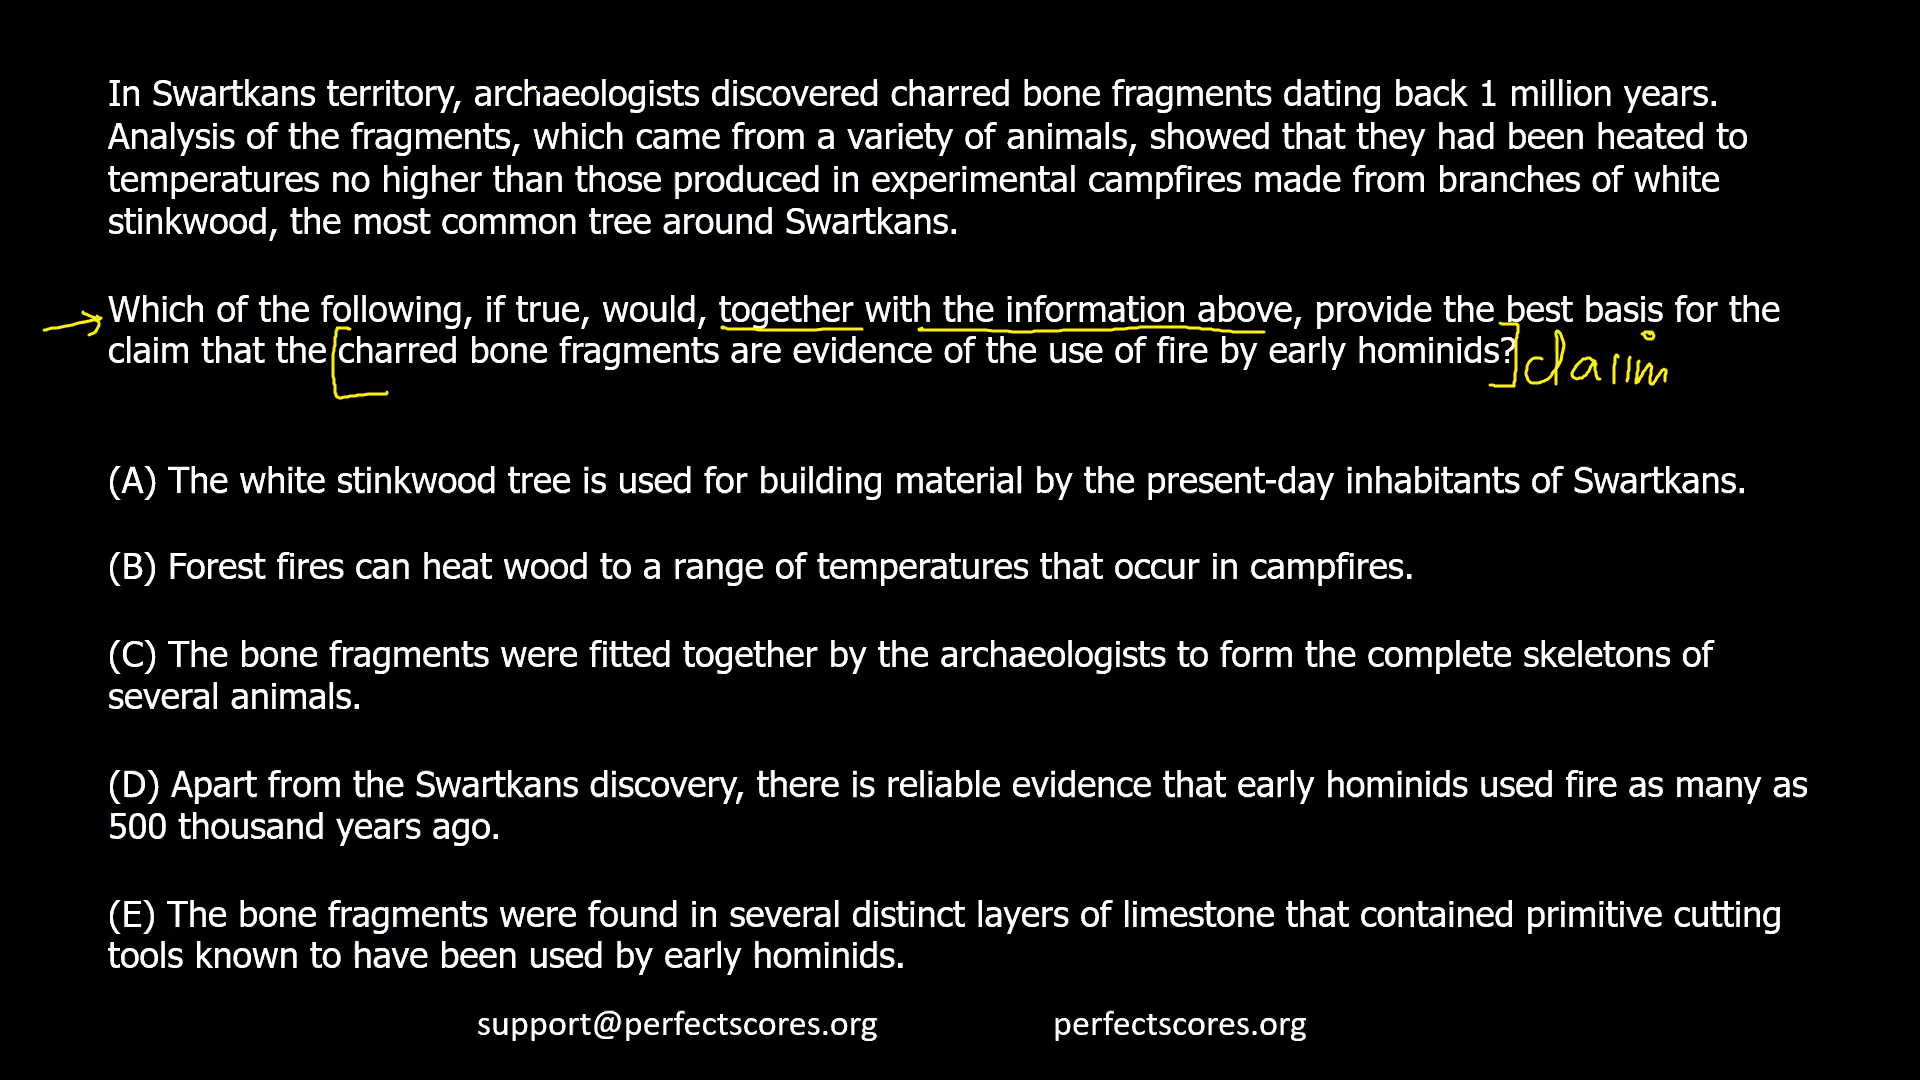 In Swartkans territory, archaeologists discovered charred bone fragments dating back 1 million years.
Analysis of the fragments, which came from a variety of animals, showed that they had been heated to
temperatures no higher than those produced in experimental campfires made from branches of white
stinkwood, the most common tree around Swartkans.
Which of the following, if true, would, together with the information above, provide the best basis for the
claim that the charred bone fragments are evidence of the use of fire by early hominids?
claim
(A) The white stinkwood tree is used for building material by the present-day inhabitants of Swartkans.
(B) Forest fires can heat wood to a range of temperatures that occur in campfires.
(C) The bone fragments were fitted together by the archaeologists to form the complete skeletons of
several animals.
(D) Apart from the Swartkans discovery, there is reliable evidence that early hominids used fire as many as
500 thousand years ago.
(E) The bone fragments were found in several distinct layers of limestone that contained primitive cutting
tools known to have been used by early hominids.
support@perfectscores.org
perfectscores.org